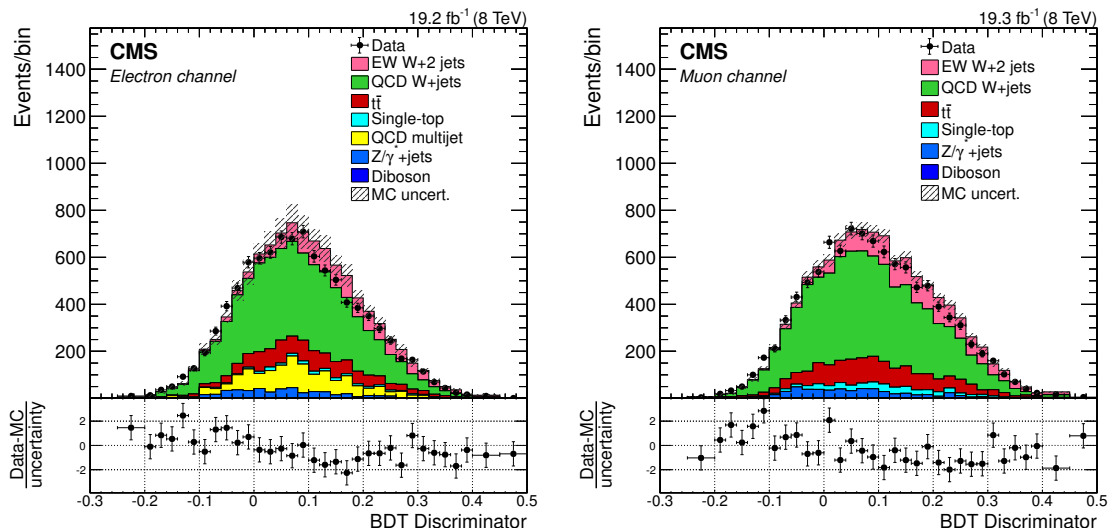 19.2 fb⁻¹ (8 TeV)
CMS
Electron channel
Data
EW W+2 jets
QCD W+jets
tt̄
Single-top
QCD multijet
Z/γ* +jets
Diboson
MC uncert.
Events/bin
1400
1200
1000
800
600
400
200
Data-MC
uncertainty
2
0
-2
-0.3 -0.2 -0.1 0 0.1 0.2 0.3 0.4 0.5
BDT Discriminator
19.3 fb⁻¹ (8 TeV)
CMS
Muon channel
Data
EW W+2 jets
QCD W+jets
tt̄
Single-top
Z/γ* +jets
Diboson
MC uncert.
Events/bin
1400
1200
1000
800
600
400
200
Data-MC
uncertainty
2
0
-2
-0.3 -0.2 -0.1 0 0.1 0.2 0.3 0.4 0.5
BDT Discriminator